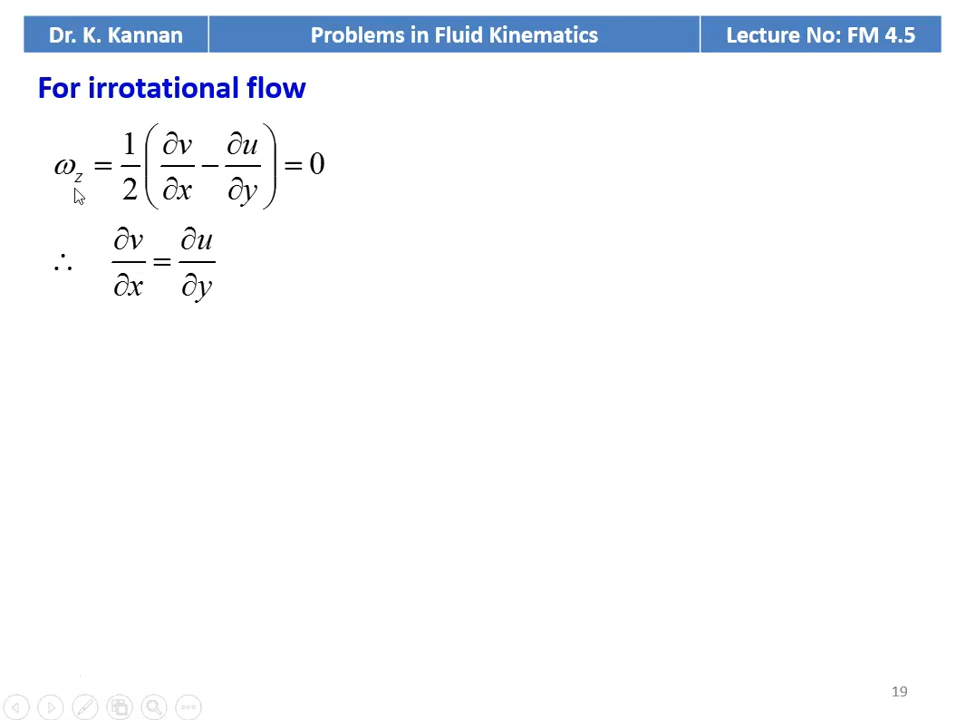 Dr. K. Kannan Problems in Fluid Kinematics Lecture No: FM 4.5
For irrotational flow
ω_z = 1/2 (∂v/∂x − ∂u/∂y) = 0
∴ ∂v/∂x = ∂u/∂y
19